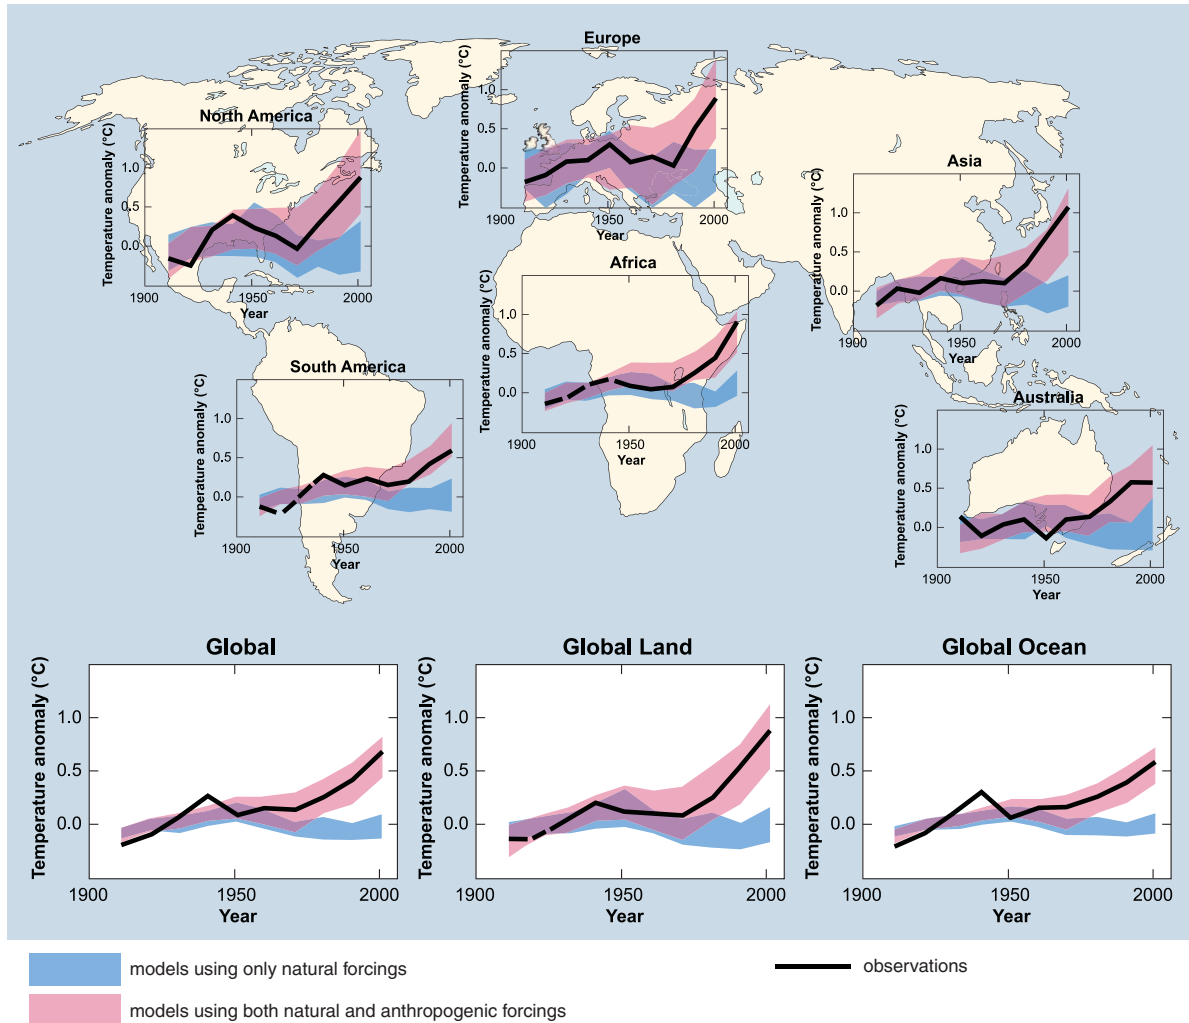 Europe
Temperature anomaly (°C)
1.0
0.5
0.0
1900
1950
2000
Year
North America
Temperature anomaly (°C)
1.0
0.5
0.0
1900
1950
2000
Year
Asia
Temperature anomaly (°C)
1.0
0.5
0.0
1900
1950
2000
Year
Africa
Temperature anomaly (°C)
1.0
0.5
0.0
1900
1950
2000
Year
South America
Temperature anomaly (°C)
1.0
0.5
0.0
1900
1950
2000
Year
Australia
Temperature anomaly (°C)
1.0
0.5
0.0
1900
1950
2000
Year
Global
Temperature anomaly (°C)
1.0
0.5
0.0
1900
1950
2000
Year
Global Land
Temperature anomaly (°C)
1.0
0.5
0.0
1900
1950
2000
Year
Global Ocean
Temperature anomaly (°C)
1.0
0.5
0.0
1900
1950
2000
Year
models using only natural forcings
observations
models using both natural and anthropogenic forcings